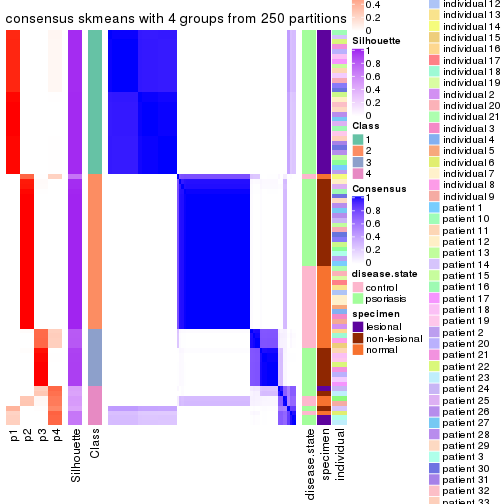 consensus skmeans with 4 groups from 250 partitions
p1
p2
p3
p4
Silhouette
Class
disease.state
specimen
individual
0.4
0.2
0
Silhouette
1
0.8
0.6
0.4
0.2
0
Class
1
2
3
4
Consensus
1
0.8
0.6
0.4
0.2
0
disease.state
control
psoriasis
specimen
lesional
non-lesional
normal
individual 12
individual 13
individual 14
individual 15
individual 16
individual 17
individual 18
individual 19
individual 2
individual 20
individual 21
individual 3
individual 4
individual 5
individual 6
individual 7
individual 8
individual 9
patient 1
patient 10
patient 11
patient 12
patient 13
patient 14
patient 15
patient 16
patient 17
patient 18
patient 19
patient 2
patient 20
patient 21
patient 22
patient 23
patient 24
patient 25
patient 26
patient 27
patient 28
patient 29
patient 3
patient 30
patient 31
patient 32
patient 33